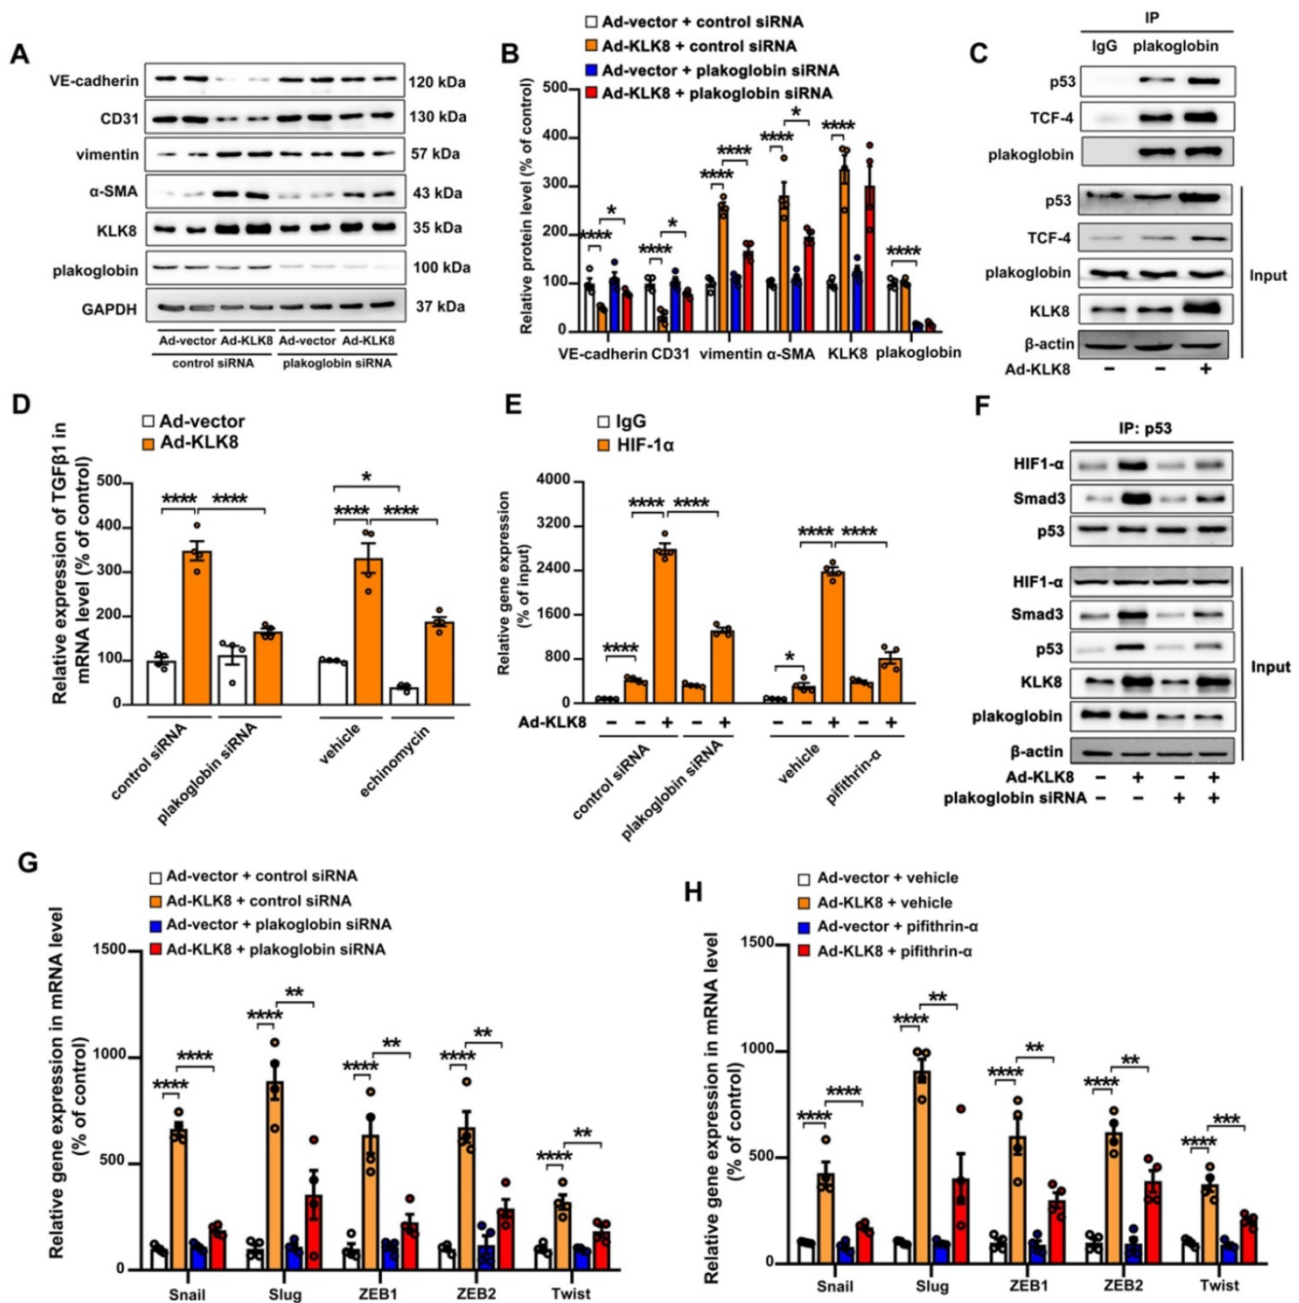 A
VE-cadherin 120 kDa
CD31 130 kDa
vimentin 57 kDa
α-SMA 43 kDa
KLK8 35 kDa
plakoglobin 100 kDa
GAPDH 37 kDa
Ad-vector Ad-KLK8 Ad-vector Ad-KLK8
control siRNA plakoglobin siRNA
B
Ad-vector + control siRNA
Ad-KLK8 + control siRNA
Ad-vector + plakoglobin siRNA
Ad-KLK8 + plakoglobin siRNA
Relative protein level (% of control)
500
400
300
200
100
0
**** * **** * **** **** **** * **** ****
VE-cadherin CD31 vimentin α-SMA KLK8 plakoglobin
C
IP
IgG plakoglobin
p53
TCF-4
plakoglobin
p53
TCF-4
plakoglobin
KLK8
β-actin
Input
Ad-KLK8 − − +
D
Ad-vector
Ad-KLK8
Relative expression of TGFβ1 in
mRNA level (% of control)
500
400
300
200
100
0
**** **** * **** ****
control siRNA
plakoglobin siRNA
vehicle
echinomycin
E
IgG
HIF-1α
Relative gene expression
(% of input)
4000
3200
2400
1600
800
0
**** **** **** * **** ****
Ad-KLK8 − − + − + − − + − +
control siRNA
plakoglobin siRNA
vehicle
pifithrin-α
F
IP: p53
HIF1-α
Smad3
p53
HIF1-α
Smad3
p53
KLK8
plakoglobin
β-actin
Input
Ad-KLK8 − + − +
plakoglobin siRNA − − + +
G
Ad-vector + control siRNA
Ad-KLK8 + control siRNA
Ad-vector + plakoglobin siRNA
Ad-KLK8 + plakoglobin siRNA
Relative gene expression in mRNA level
(% of control)
1500
1000
500
0
**** **** **** ** **** ** **** ** **** **
Snail Slug ZEB1 ZEB2 Twist
H
Ad-vector + vehicle
Ad-KLK8 + vehicle
Ad-vector + pifithrin-α
Ad-KLK8 + pifithrin-α
Relative gene expression in mRNA level
(% of control)
1500
1000
500
0
**** **** **** ** **** ** **** ** **** ***
Snail Slug ZEB1 ZEB2 Twist